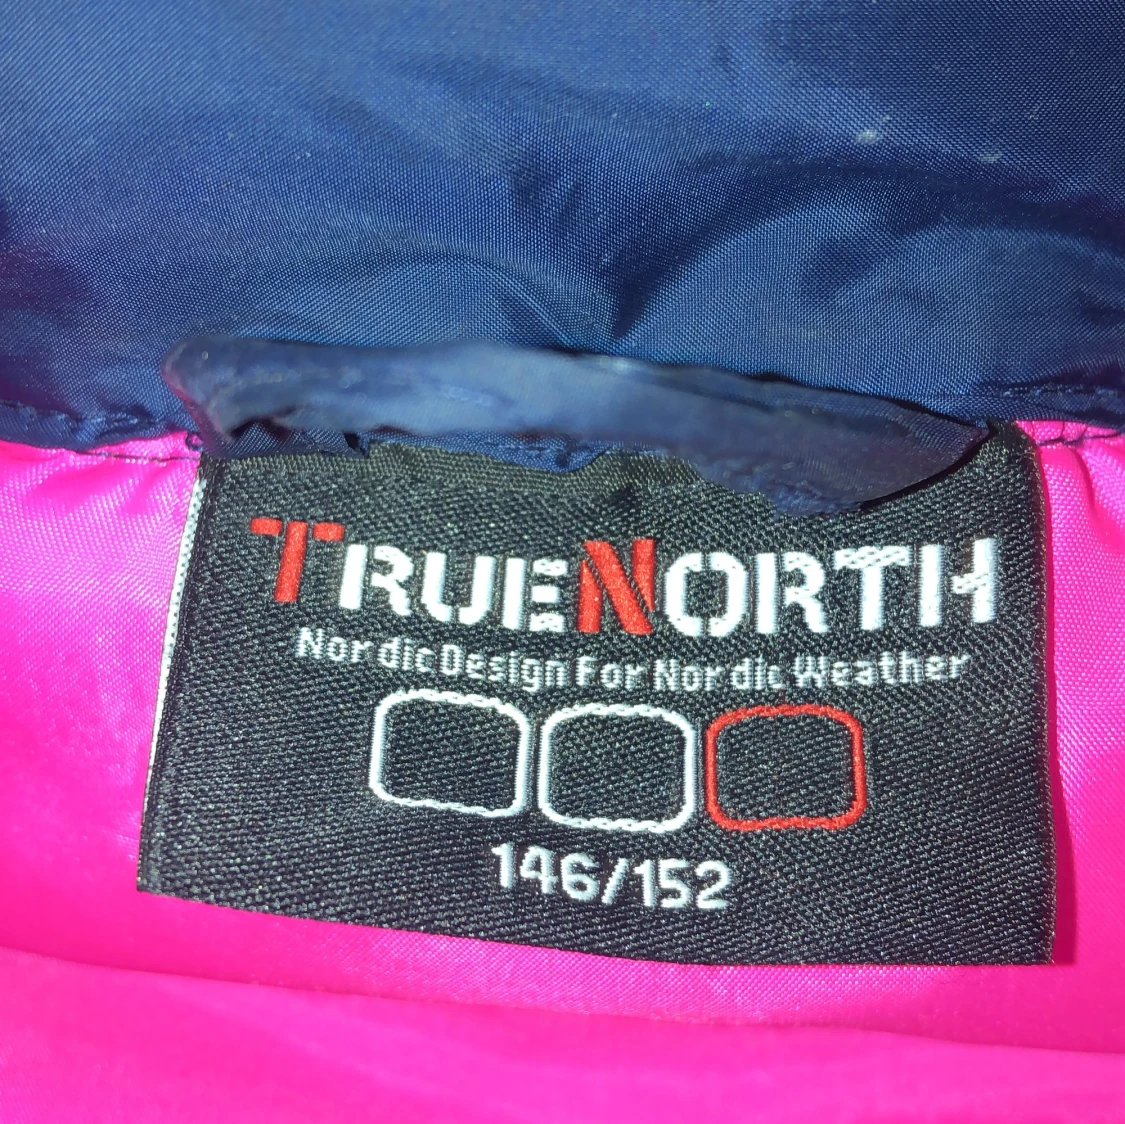 TRUENORTH
Nordic Design For Nordic Weather
146/152